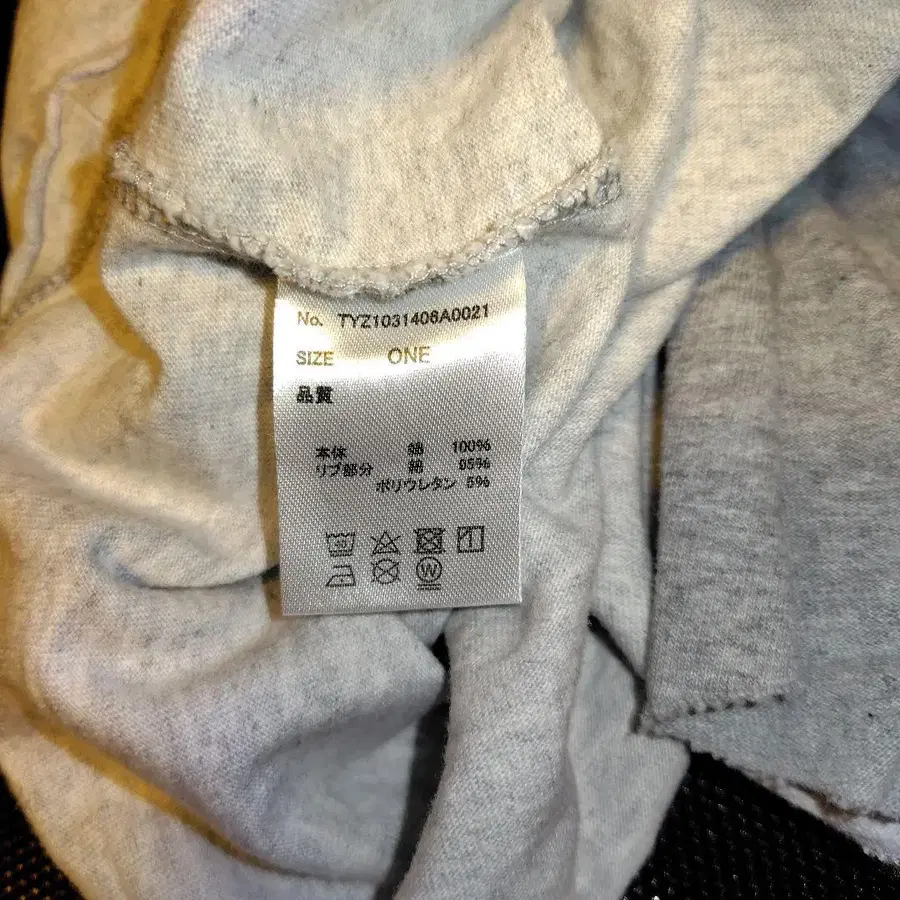 No. TYZ1031406A0021
SIZE ONE
品質
本体 綿 100%
リブ部分 綿 95%
ポリウレタン 5%
40
W